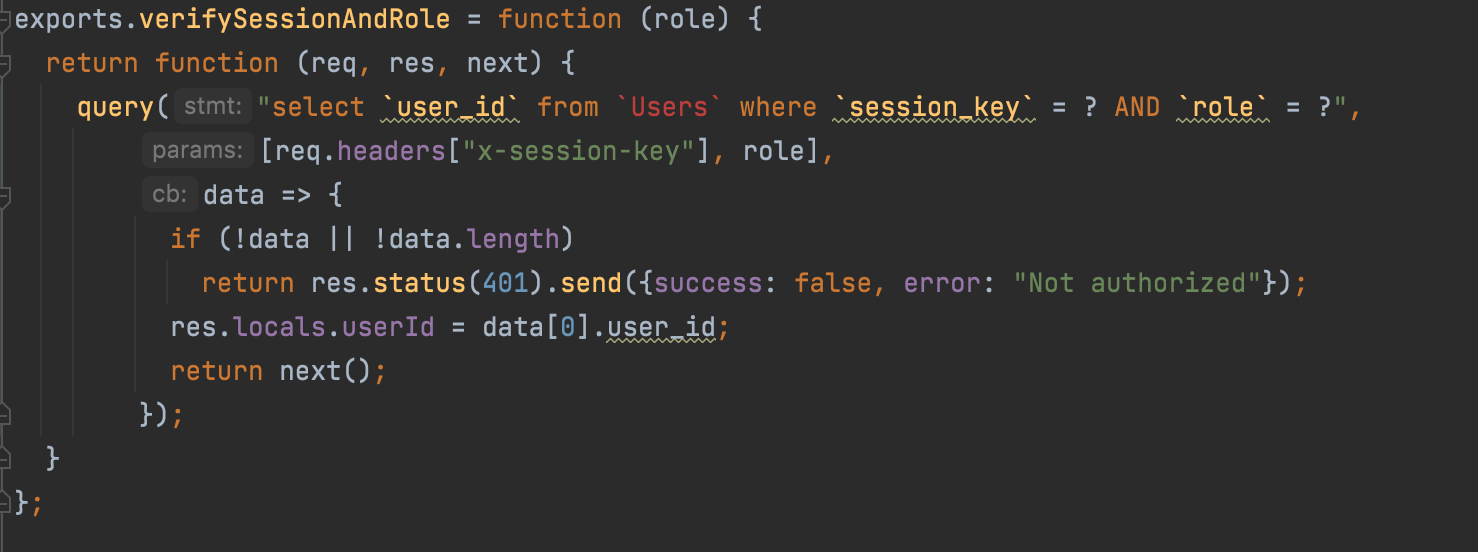 exports.verifySessionAndRole = function (role) {
return function (req, res, next) {
query( stmt: "select `user_id` from `Users` where `session_key` = ? AND `role` = ?",
params: [req.headers["x-session-key"], role],
cb: data => {
if (!data || !data.length)
return res.status(401).send({success: false, error: "Not authorized"});
res.locals.userId = data[0].user_id;
return next();
});
}
};